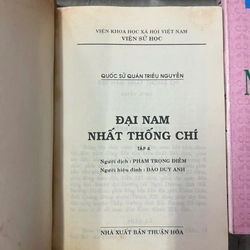 VIỆN KHOA HỌC XÃ HỘI VIỆT NAM
VIỆN SỬ HỌC
QUỐC SỬ QUÁN TRIỀU NGUYỄN
ĐẠI NAM
NHẤT THỐNG CHÍ
TẬP 4
Người dịch: PHẠM TRỌNG ĐIỀM
Người hiệu đính: ĐÀO DUY ANH
NHÀ XUẤT BẢN THUẬN HÓA